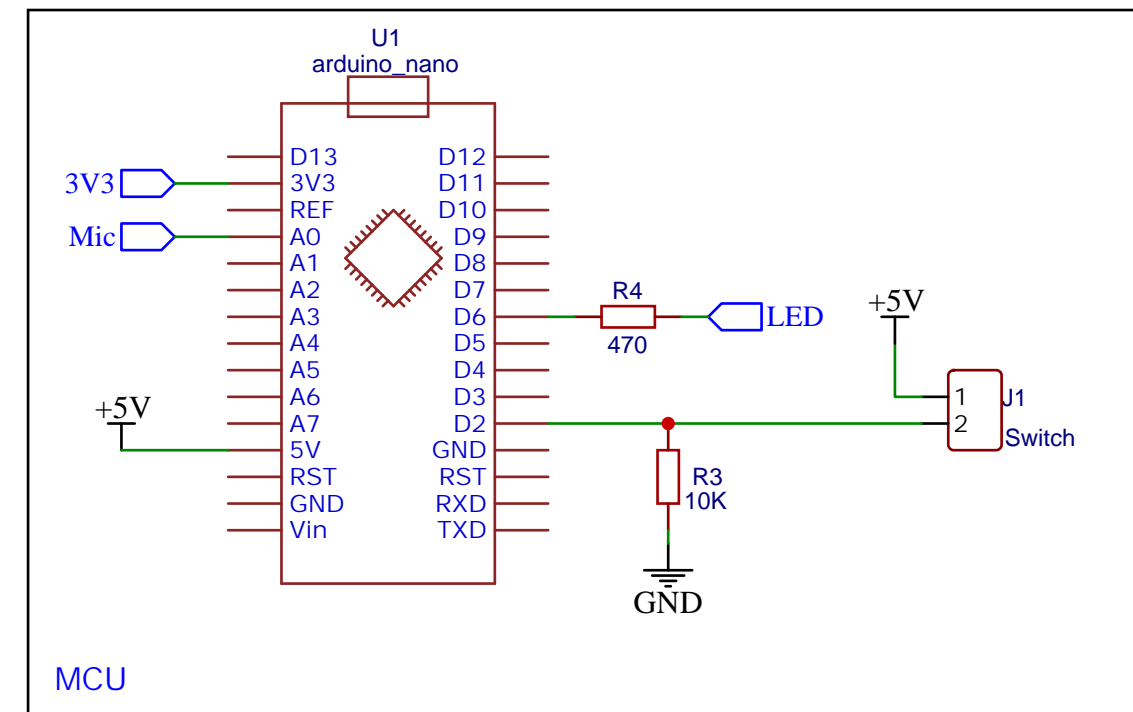 U1
arduino_nano
D13
3V3
REF
A0
A1
A2
A3
A4
A5
A6
A7
5V
RST
GND
Vin
D12
D11
D10
D9
D8
D7
D6
D5
D4
D3
D2
GND
RST
RXD
TXD
3V3
Mic
+5V
R4
470
LED
+5V
1
2
J1
Switch
R3
10K
GND
MCU